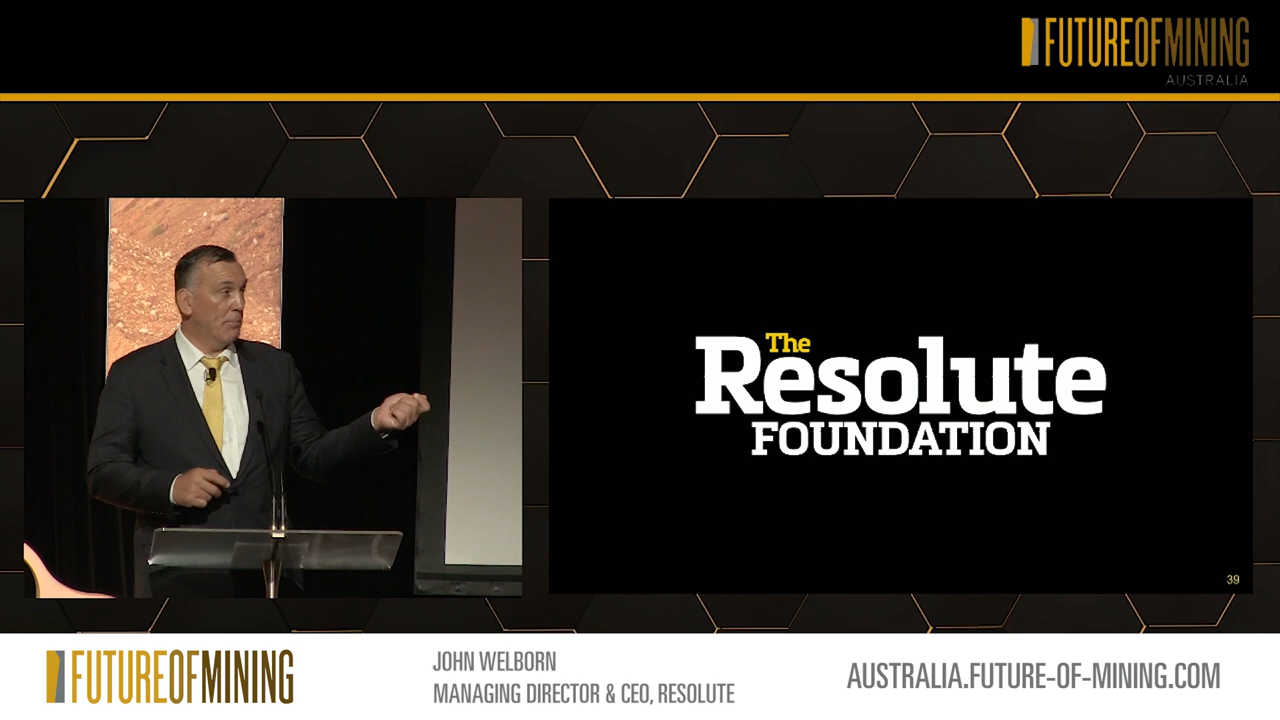 FUTUREOFMINING
AUSTRALIA
The
Resolute
FOUNDATION
39
FUTUREOFMINING
JOHN WELBORN
MANAGING DIRECTOR & CEO, RESOLUTE
AUSTRALIA.FUTURE-OF-MINING.COM